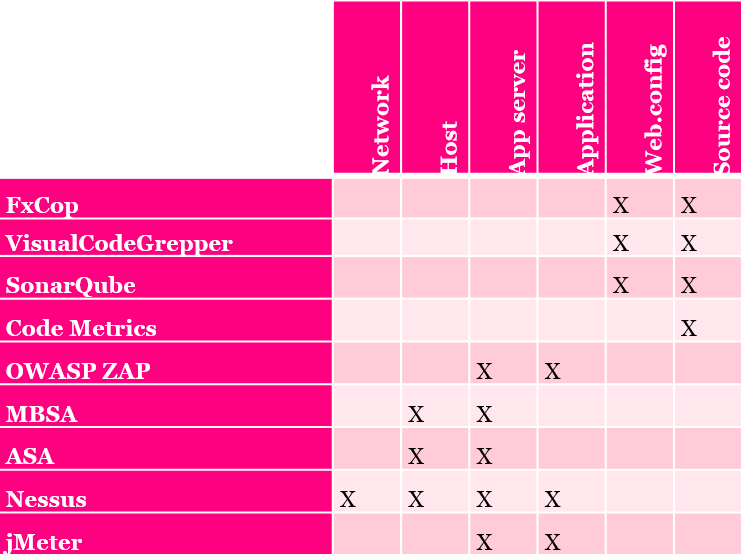 Network Host App server Application Web.config Source code
FxCop X X
VisualCodeGrepper X X
SonarQube X X
Code Metrics X
OWASP ZAP X X
MBSA X X
ASA X X
Nessus X X X X
jMeter X X